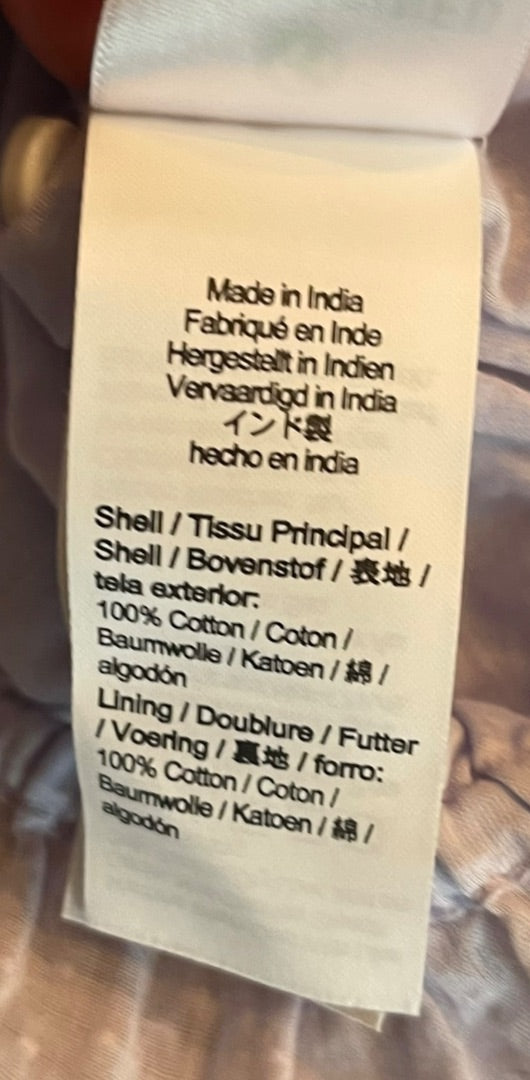 Made in India
Fabriqué en Inde
Hergestellt in Indien
Vervaardigd in India
インド製
hecho en india
Shell / Tissu Principal /
Shell / Bovenstof / 表地 /
tela exterior:
100% Cotton / Coton /
Baumwolle / Katoen / 綿 /
algodón
Lining / Doublure / Futter
/ Voering / 裏地 / forro:
100% Cotton / Coton /
Baumwolle / Katoen / 綿 /
algodón